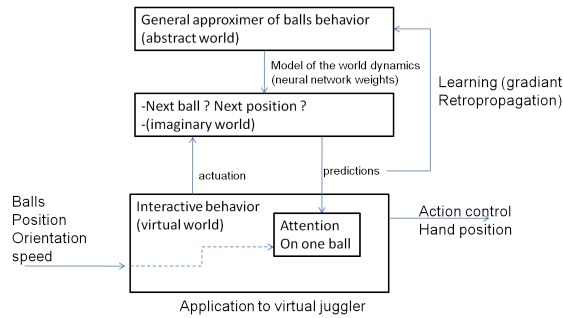 General approximer of balls behavior
(abstract world)
Model of the world dynamics
(neural network weights)
Learning (gradiant
Retropropagation)
-Next ball ? Next position ?
-(imaginary world)
actuation
predictions
Balls
Position
Orientation
speed
Interactive behavior
(virtual world)
Attention
On one ball
Action control
Hand position
Application to virtual juggler